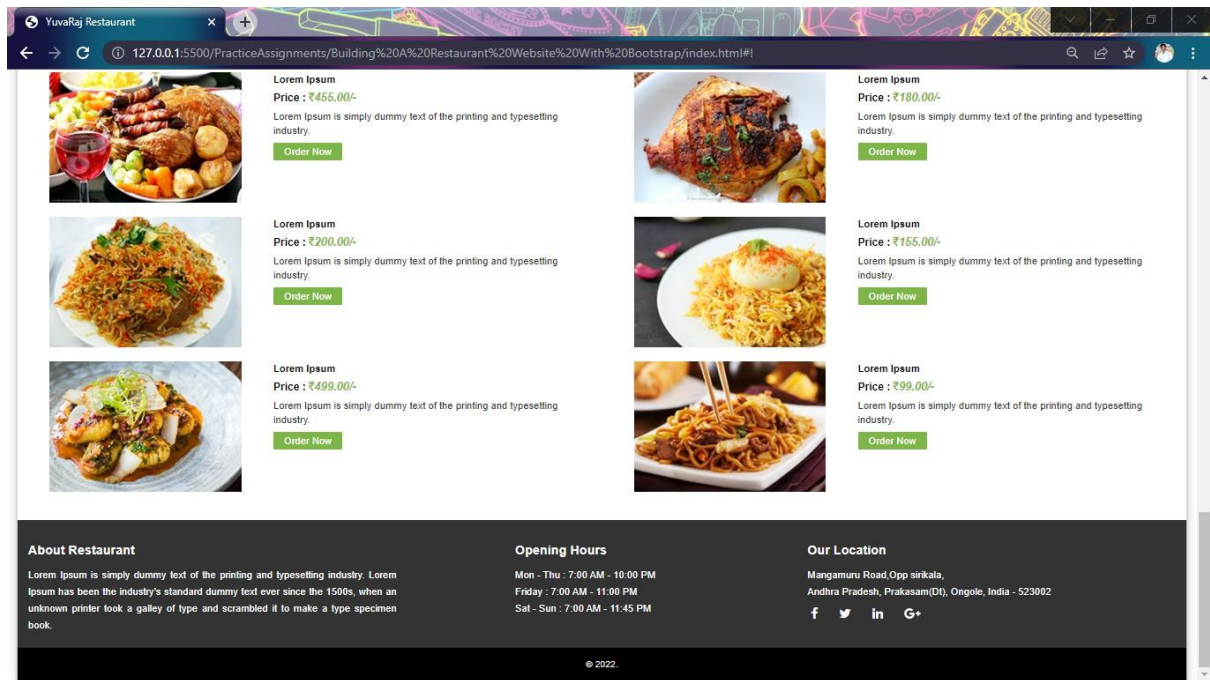 YuvaRaj Restaurant
127.0.0.1:5500/PracticeAssignments/Building%20A%20Restaurant%20Website%20With%20Bootstrap/index.html#!
Lorem Ipsum
Price : ₹455.00/-
Lorem Ipsum is simply dummy text of the printing and typesetting
industry.
Order Now
Lorem Ipsum
Price : ₹180.00/-
Lorem Ipsum is simply dummy text of the printing and typesetting
industry.
Order Now
Lorem Ipsum
Price : ₹200.00/-
Lorem Ipsum is simply dummy text of the printing and typesetting
industry.
Order Now
Lorem Ipsum
Price : ₹155.00/-
Lorem Ipsum is simply dummy text of the printing and typesetting
industry.
Order Now
Lorem Ipsum
Price : ₹499.00/-
Lorem Ipsum is simply dummy text of the printing and typesetting
industry.
Order Now
Lorem Ipsum
Price : ₹99.00/-
Lorem Ipsum is simply dummy text of the printing and typesetting
industry.
Order Now
About Restaurant
Lorem Ipsum is simply dummy text of the printing and typesetting industry. Lorem
Ipsum has been the industry's standard dummy text ever since the 1500s, when an
unknown printer took a galley of type and scrambled it to make a type specimen
book.
Opening Hours
Mon - Thu : 7:00 AM - 10:00 PM
Friday : 7:00 AM - 11:00 PM
Sat - Sun : 7:00 AM - 11:45 PM
Our Location
Mangamuru Road,Opp sirikala,
Andhra Pradesh, Prakasam(Dt), Ongole, India - 523002
© 2022.